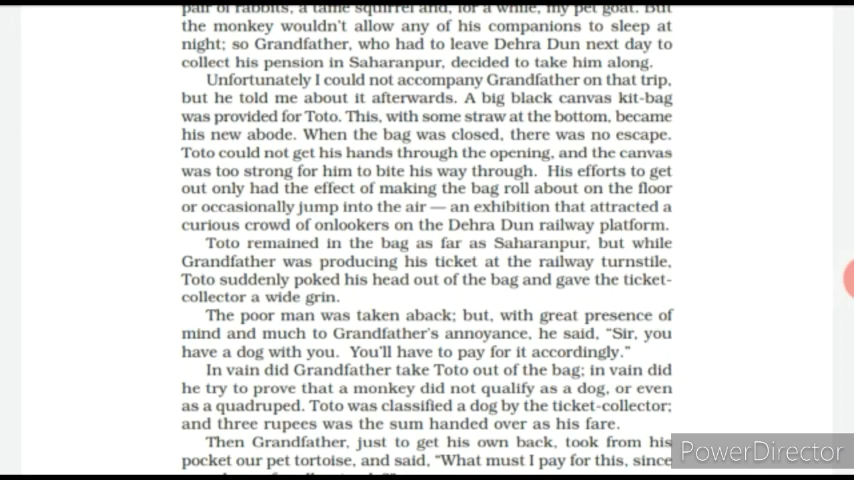 pair of rabbits, a tame squirrel and, for a while, my pet goat. But
the monkey wouldn't allow any of his companions to sleep at
night; so Grandfather, who had to leave Dehra Dun next day to
collect his pension in Saharanpur, decided to take him along.
Unfortunately I could not accompany Grandfather on that trip,
but he told me about it afterwards. A big black canvas kit-bag
was provided for Toto. This, with some straw at the bottom, became
his new abode. When the bag was closed, there was no escape.
Toto could not get his hands through the opening, and the canvas
was too strong for him to bite his way through. His efforts to get
out only had the effect of making the bag roll about on the floor
or occasionally jump into the air — an exhibition that attracted a
curious crowd of onlookers on the Dehra Dun railway platform.
Toto remained in the bag as far as Saharanpur, but while
Grandfather was producing his ticket at the railway turnstile,
Toto suddenly poked his head out of the bag and gave the ticket-
collector a wide grin.
The poor man was taken aback; but, with great presence of
mind and much to Grandfather's annoyance, he said, “Sir, you
have a dog with you. You'll have to pay for it accordingly.”
In vain did Grandfather take Toto out of the bag; in vain did
he try to prove that a monkey did not qualify as a dog, or even
as a quadruped. Toto was classified a dog by the ticket-collector;
and three rupees was the sum handed over as his fare.
Then Grandfather, just to get his own back, took from his
pocket our pet tortoise, and said, “What must I pay for this, since
PowerDirector